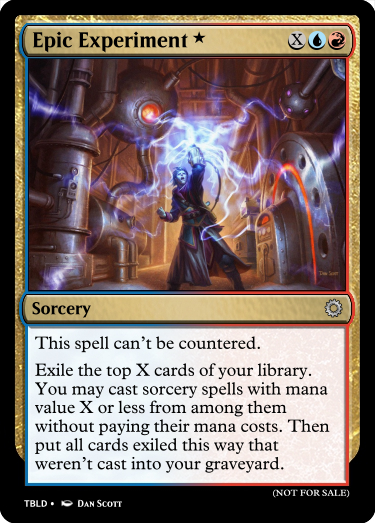 Epic Experiment ★ X
Sorcery
This spell can't be countered.
Exile the top X cards of your library.
You may cast sorcery spells with mana
value X or less from among them
without paying their mana costs. Then
put all cards exiled this way that
weren't cast into your graveyard.
(NOT FOR SALE)
TBLD • DAN SCOTT